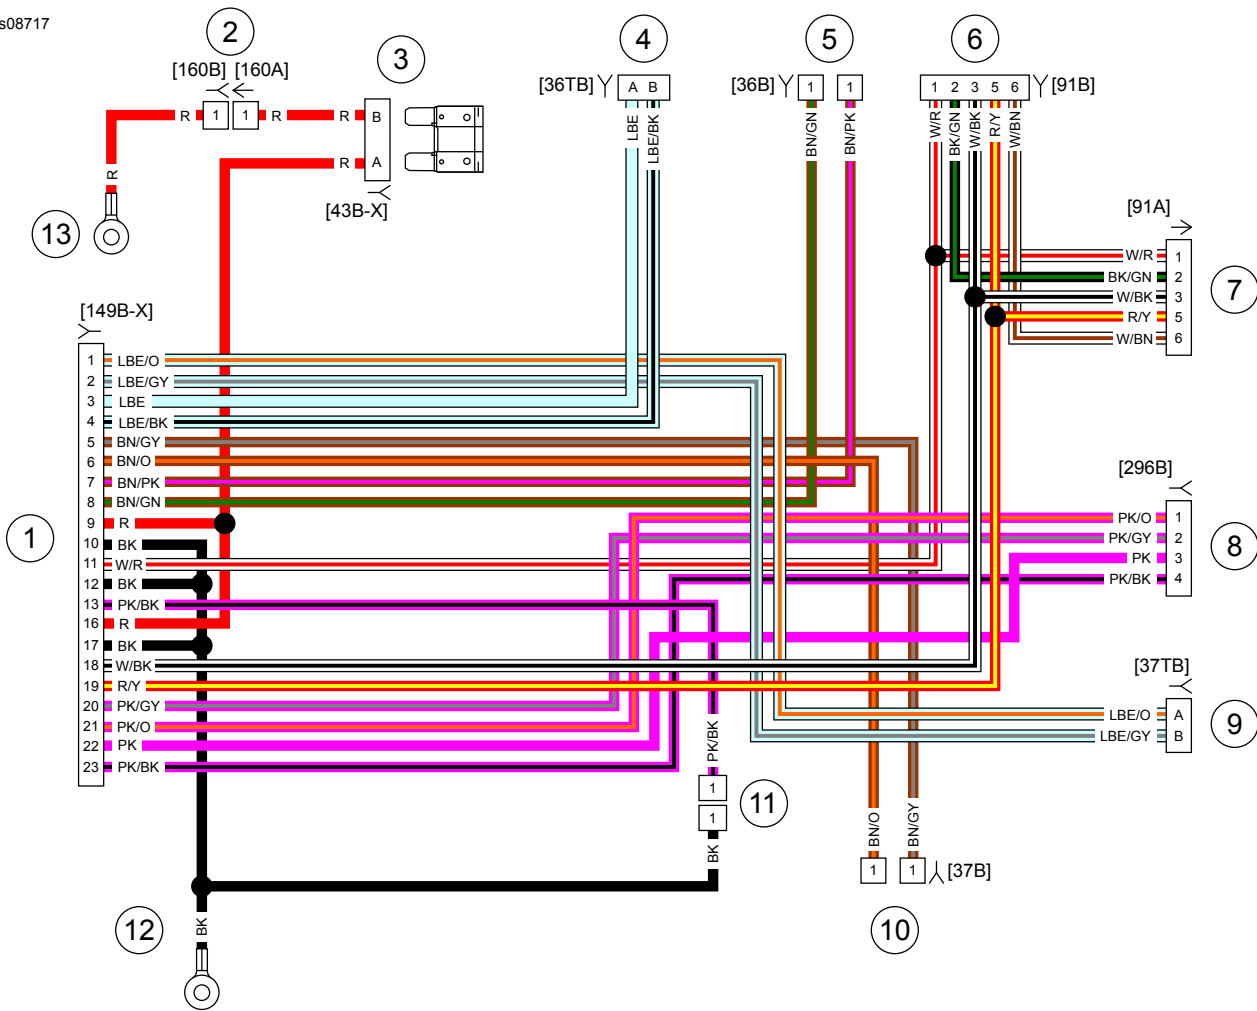 s08717
2
3
4
5
6
[160B] [160A]
[36TB] A B
[36B] 1 1
1 2 3 5 6 [91B]
R 1 1 R R B
R A
[43B-X]
R
13
LBE
LBE/BK
BN/GN
BN/PK
W/R
BK/GN
W/BK
R/Y
W/BN
[91A]
W/R 1
BK/GN 2
W/BK 3
R/Y 5
W/BN 6
7
[149B-X]
1 LBE/O
2 LBE/GY
3 LBE
4 LBE/BK
5 BN/GY
6 BN/O
7 BN/PK
8 BN/GN
9 R
10 BK
11 W/R
12 BK
13 PK/BK
16 R
17 BK
18 W/BK
19 R/Y
20 PK/GY
21 PK/O
22 PK
23 PK/BK
1
[296B]
PK/O 1
PK/GY 2
PK 3
PK/BK 4
8
[37TB]
LBE/O A
LBE/GY B
9
PK/BK
1
1
11
BK
BN/O
BN/GY
1 1 [37B]
10
12
BK